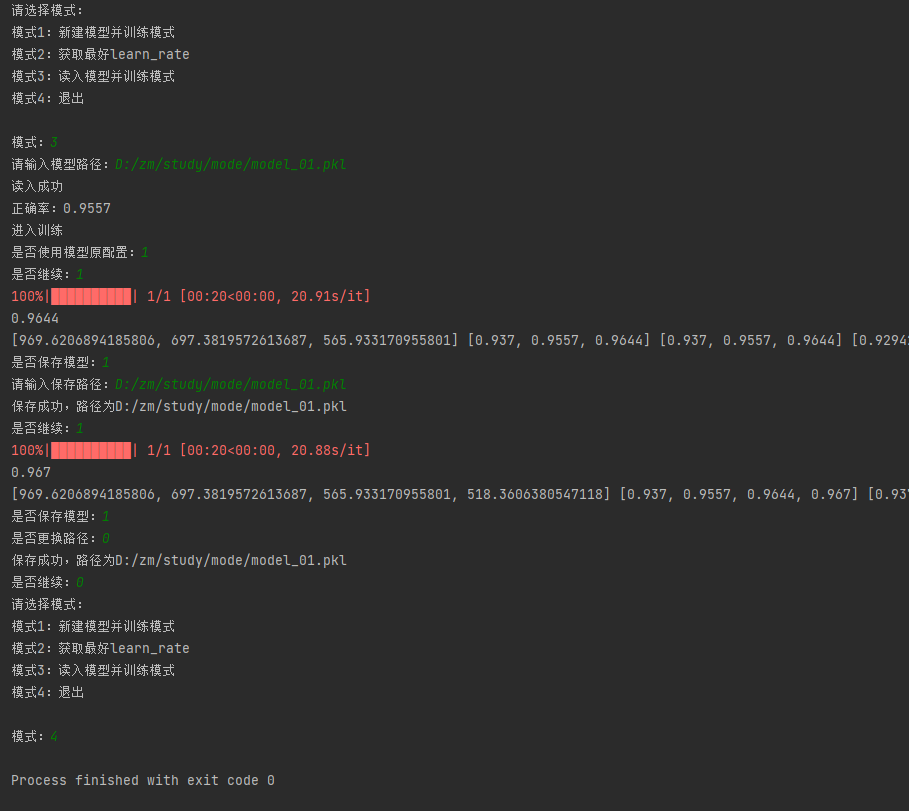 请选择模式:
模式1: 新建模型并训练模式
模式2: 获取最好learn_rate
模式3: 读入模型并训练模式
模式4: 退出
模式: 3
请输入模型路径: D:/zm/study/mode/model_01.pkl
读入成功
正确率: 0.9557
进入训练
是否使用模型原配置: 1
是否继续: 1
100%|██████████| 1/1 [00:20<00:00, 20.91s/it]
0.9644
[969.6206894185806, 697.3819572613687, 565.933170955801] [0.937, 0.9557, 0.9644] [0.937, 0.9557, 0.9644] [0.9294
是否保存模型: 1
请输入保存路径: D:/zm/study/mode/model_01.pkl
保存成功，路径为D:/zm/study/mode/model_01.pkl
是否继续: 1
100%|██████████| 1/1 [00:20<00:00, 20.88s/it]
0.967
[969.6206894185806, 697.3819572613687, 565.933170955801, 518.3606380547118] [0.937, 0.9557, 0.9644, 0.967] [0.93
是否保存模型: 1
是否更换路径: 0
保存成功，路径为D:/zm/study/mode/model_01.pkl
是否继续: 0
请选择模式:
模式1: 新建模型并训练模式
模式2: 获取最好learn_rate
模式3: 读入模型并训练模式
模式4: 退出
模式: 4
Process finished with exit code 0